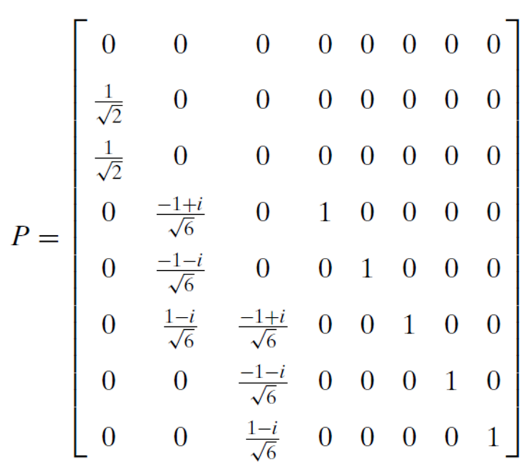 0 0 0 0 0 0 0 0
1/√2 0 0 0 0 0 0 0
1/√2 0 0 0 0 0 0 0
0 -1+i/√6 0 1 0 0 0 0
P = 0 -1-i/√6 0 0 1 0 0 0
0 1-i/√6 -1+i/√6 0 0 1 0 0
0 0 -1-i/√6 0 0 0 1 0
0 0 1-i/√6 0 0 0 0 1